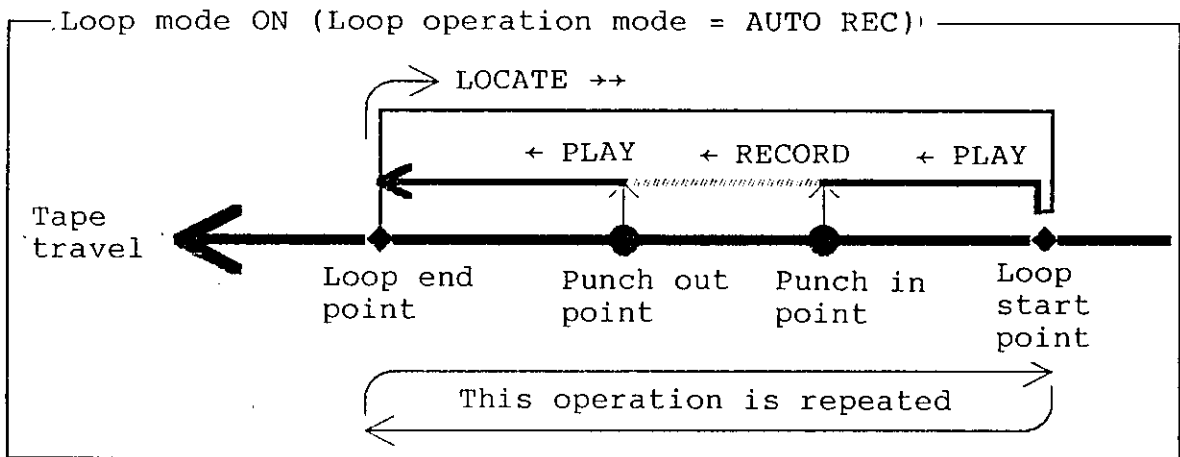 Loop mode ON (Loop operation mode = AUTO REC)
LOCATE →→
← PLAY ← RECORD ← PLAY
Tape
travel
Loop end
point
Punch out
point
Punch in
point
Loop
start
point
This operation is repeated